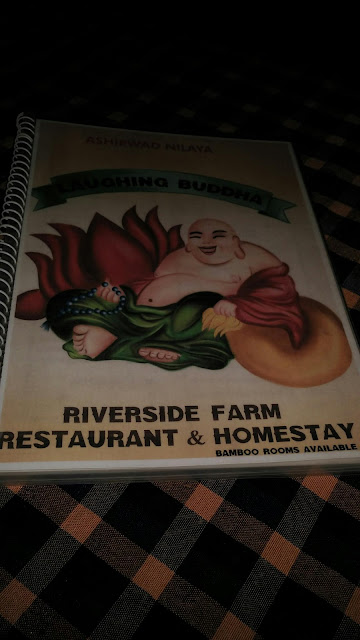 ASHIRWAD NILAYA
LAUGHING BUDDHA
RIVERSIDE FARM
RESTAURANT & HOMESTAY
BAMBOO ROOMS AVAILABLE